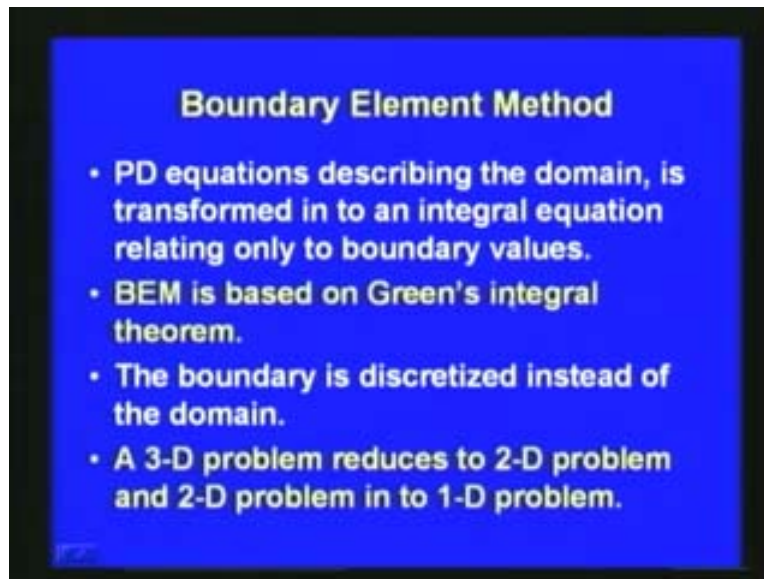 Boundary Element Method
• PD equations describing the domain, is
transformed in to an integral equation
relating only to boundary values.
• BEM is based on Green's integral
theorem.
• The boundary is discretized instead of
the domain.
• A 3-D problem reduces to 2-D problem
and 2-D problem in to 1-D problem.